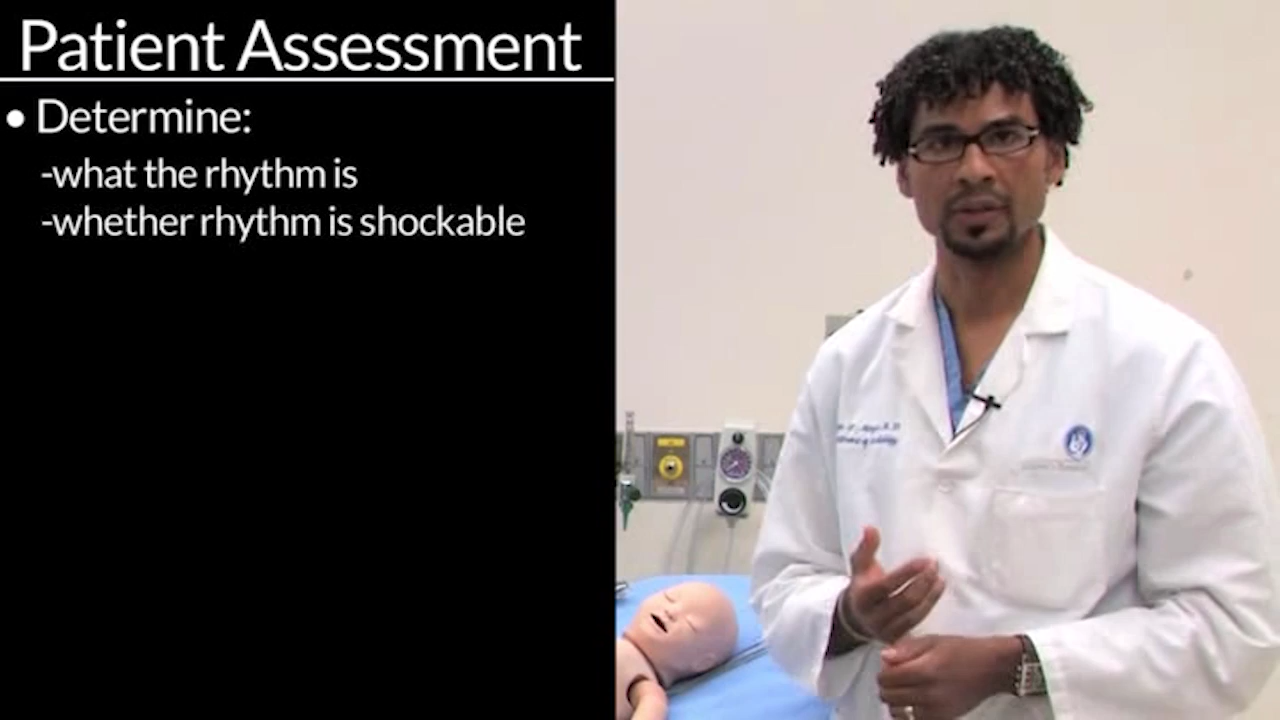 Patient Assessment
• Determine:
-what the rhythm is
-whether rhythm is shockable